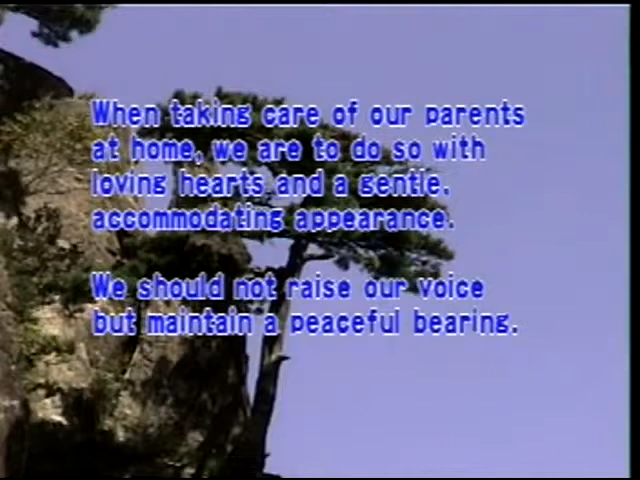 When taking care of our parents
at home, we are to do so with
loving hearts and a gentle,
accommodating appearance.
We should not raise our voice
but maintain a peaceful bearing.